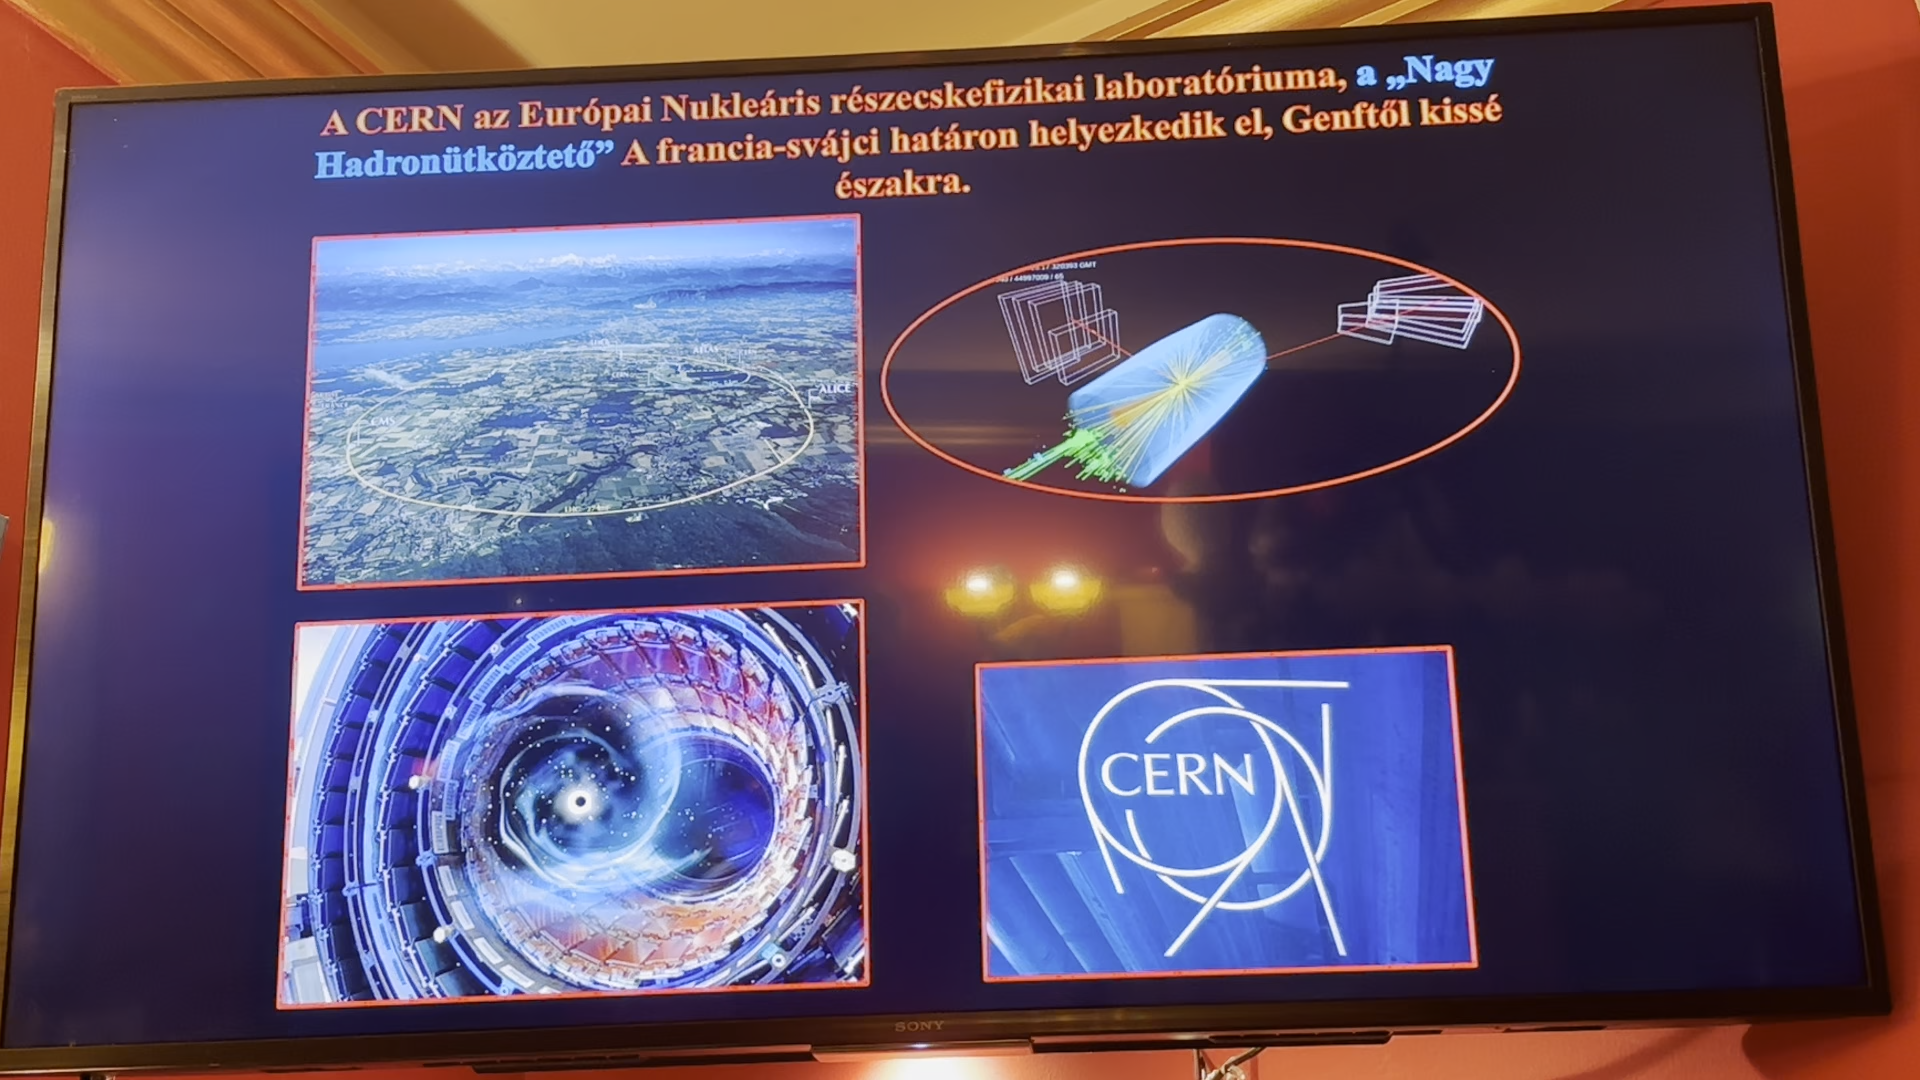 A CERN az Európai Nukleáris részecskefizikai laboratóriuma, a „Nagy
Hadronütköztető” A francia-svájci határon helyezkedik el, Genftől kissé
északra.
ATLAS
ALICE
CMS
CERN
SONY